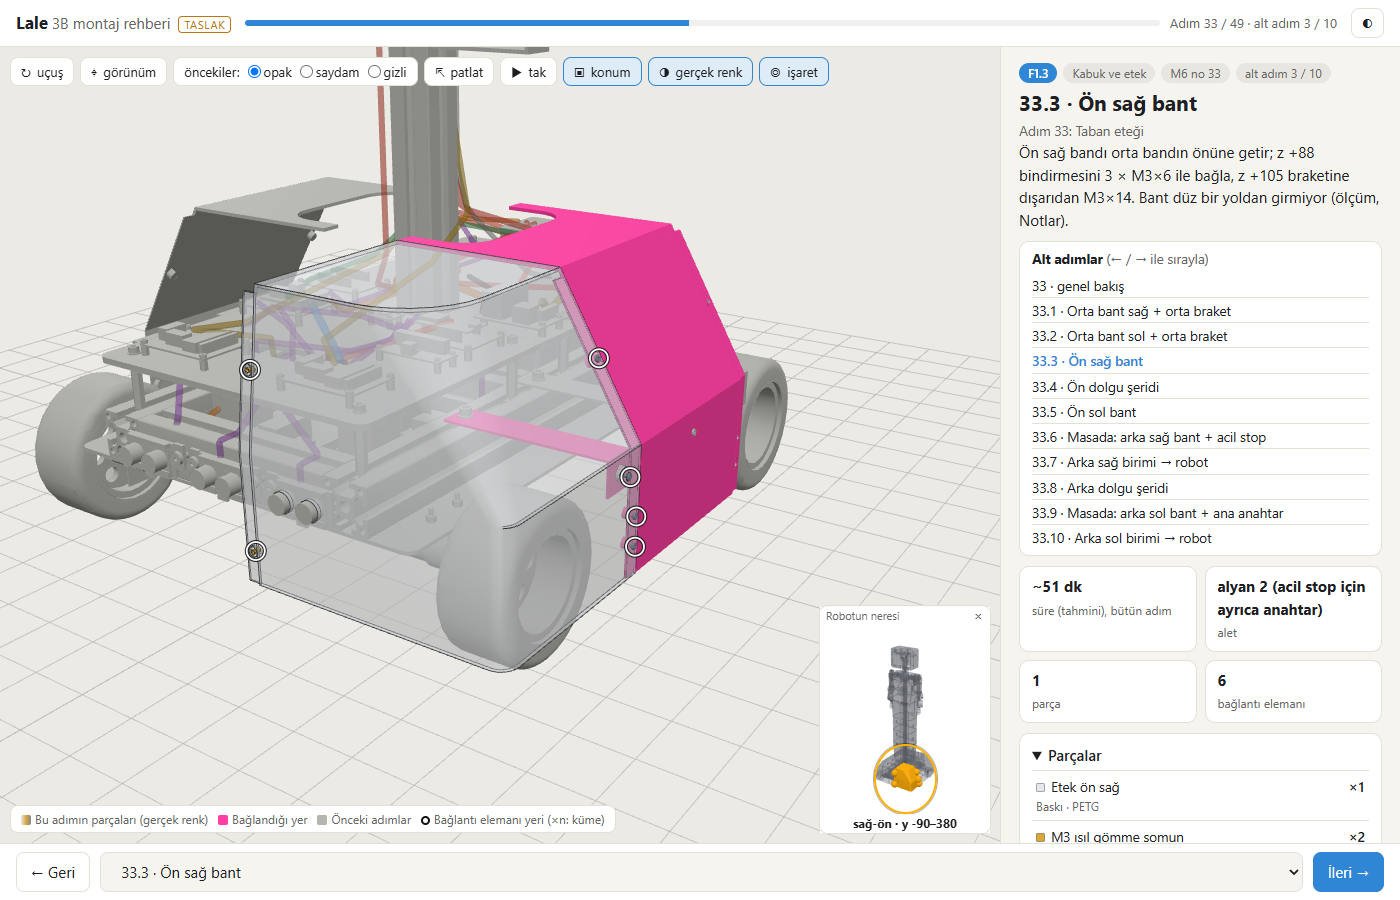 Lale 3B montaj rehberi TASLAK
Adım 33 / 49 · alt adım 3 / 10
↻ uçuş
⌖ görünüm
öncekiler: opak saydam gizli
⇱ patlat
▶ tak
▣ konum
◑ gerçek renk
◎ işaret
F1.3 Kabuk ve etek M6 no 33 alt adım 3 / 10
33.3 · Ön sağ bant
Adım 33: Taban eteği
Ön sağ bandı orta bandın önüne getir; z +88
bindirmesini 3 × M3×6 ile bağla, z +105 braketine
dışarıdan M3×14. Bant düz bir yoldan girmiyor (ölçüm,
Notlar).
Alt adımlar (← / → ile sırayla)
33 · genel bakış
33.1 · Orta bant sağ + orta braket
33.2 · Orta bant sol + orta braket
33.3 · Ön sağ bant
33.4 · Ön dolgu şeridi
33.5 · Ön sol bant
33.6 · Masada: arka sağ bant + acil stop
33.7 · Arka sağ birimi → robot
33.8 · Arka dolgu şeridi
33.9 · Masada: arka sol bant + ana anahtar
33.10 · Arka sol birimi → robot
~51 dk
süre (tahmini), bütün adım
alyan 2 (acil stop için
ayrıca anahtar)
alet
1
parça
6
bağlantı elemanı
▼ Parçalar
Etek ön sağ ×1
Baskı · PETG
M3 ısıl gömme somun ×2
Robotun neresi ×
sağ-ön · y -90–380
Bu adımın parçaları (gerçek renk) Bağlandığı yer Önceki adımlar Bağlantı elemanı yeri (×n: küme)
← Geri
33.3 · Ön sağ bant
İleri →